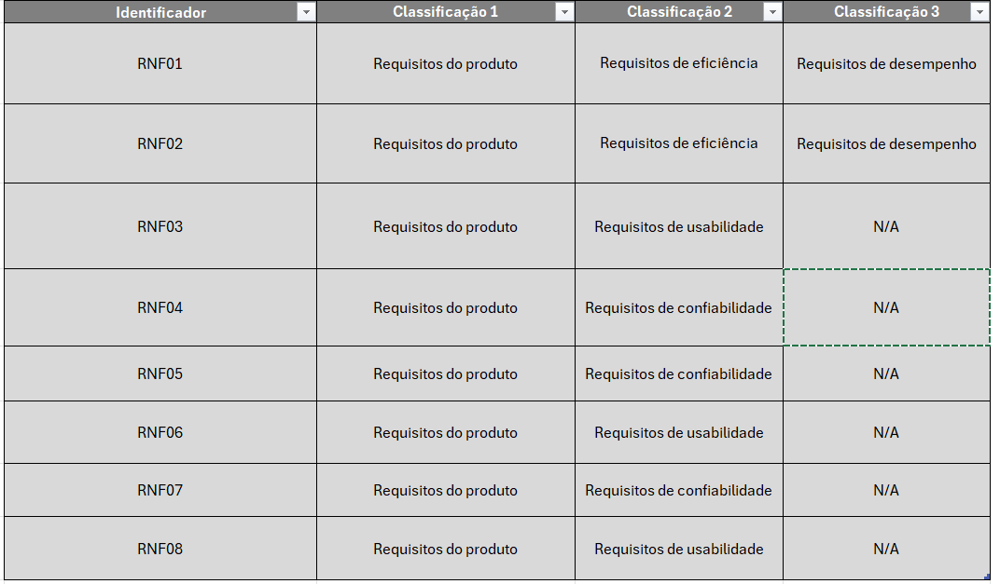 Identificador Classificação 1 Classificação 2 Classificação 3
RNF01 Requisitos do produto Requisitos de eficiência Requisitos de desempenho
RNF02 Requisitos do produto Requisitos de eficiência Requisitos de desempenho
RNF03 Requisitos do produto Requisitos de usabilidade N/A
RNF04 Requisitos do produto Requisitos de confiabilidade N/A
RNF05 Requisitos do produto Requisitos de confiabilidade N/A
RNF06 Requisitos do produto Requisitos de usabilidade N/A
RNF07 Requisitos do produto Requisitos de confiabilidade N/A
RNF08 Requisitos do produto Requisitos de usabilidade N/A